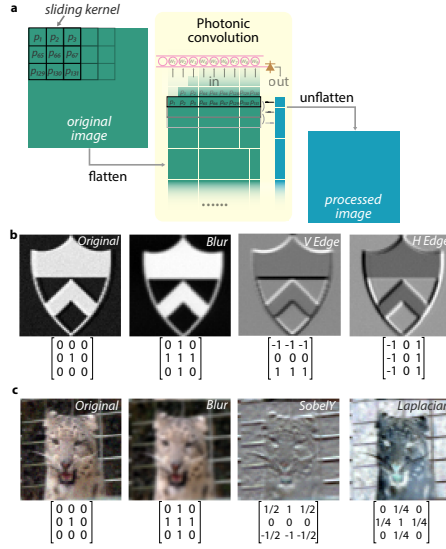 a
sliding kernel
p1 p2 p3
p65 p66 p67
p129 p130 p131
original
image
Photonic
convolution
in
out
......
flatten
unflatten
processed
image
b
Original
Blur
V Edge
H Edge
0 0 0
0 1 0
0 0 0
0 1 0
1 1 1
0 1 0
-1 -1 -1
0 0 0
1 1 1
-1 0 1
-1 0 1
-1 0 1
c
Original
Blur
SobelY
Laplacian
0 0 0
0 1 0
0 0 0
0 1 0
1 1 1
0 1 0
1/2 1 1/2
0 0 0
-1/2 -1 -1/2
0 1/4 0
1/4 1 1/4
0 1/4 0